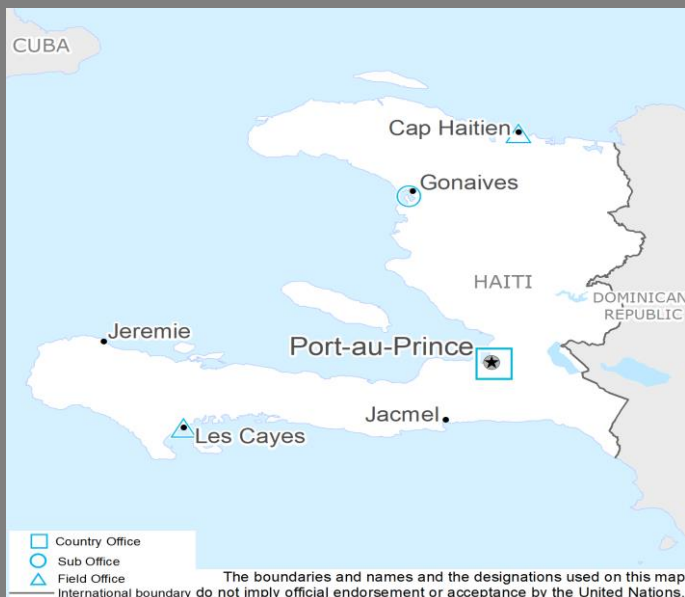 CUBA
Cap Haitien
Gonaives
HAITI
DOMINICAN
REPUBLIC
Jeremie
Port-au-Prince
Jacmel
Les Cayes
Country Office
Sub Office
Field Office
International boundary
The boundaries and names and the designations used on this map
do not imply official endorsement or acceptance by the United Nations.